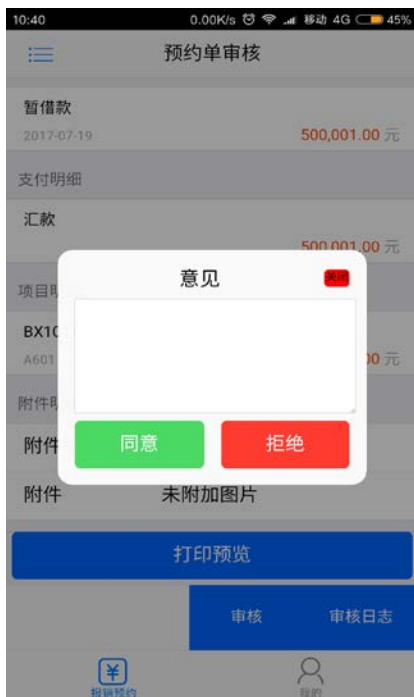 10:40 0.00K/s 移动 4G 45%
预约单审核
暂借款
2017-07-19 500,001.00 元
支付明细
汇款
500,001.00 元
意见 关闭
项目明
BX10
A601 00 元
附件明
同意 拒绝
附件
附件 未附加图片
打印预览
审核 审核日志
报销预约 我的